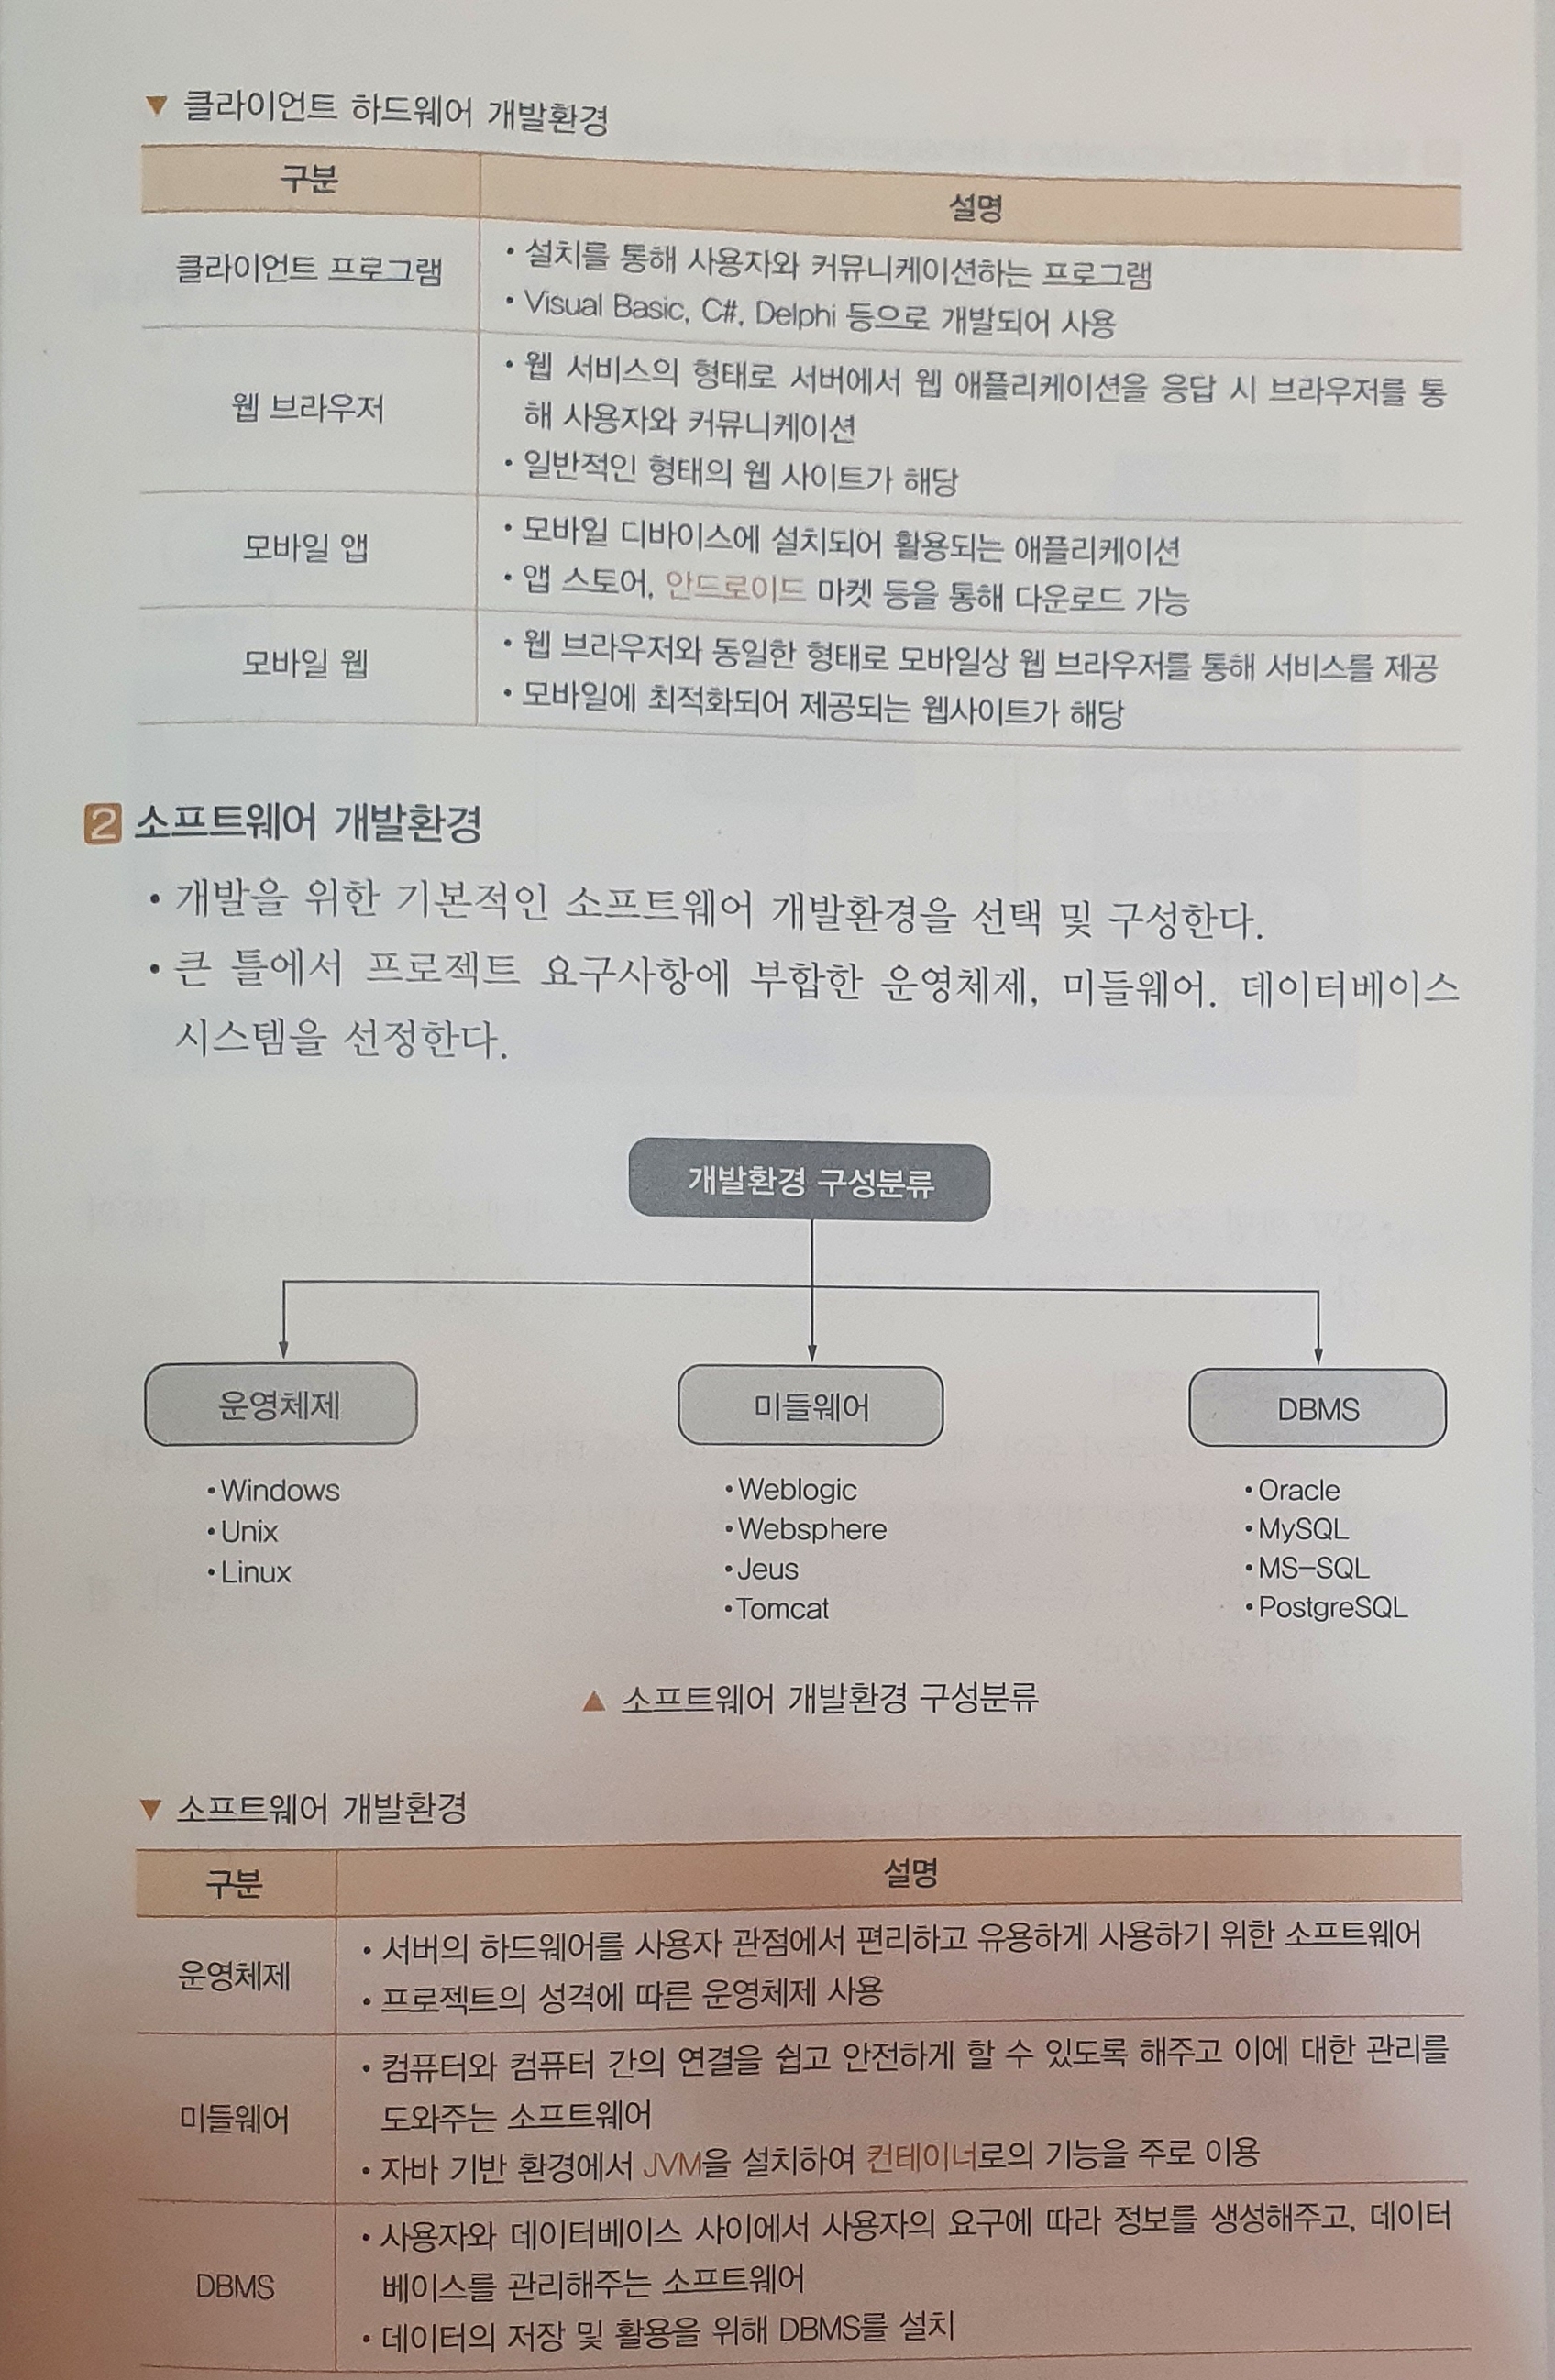 ▼ 클라이언트 하드웨어 개발환경
구분
설명
클라이언트 프로그램
• 설치를 통해 사용자와 커뮤니케이션하는 프로그램
• Visual Basic, C#, Delphi 등으로 개발되어 사용
웹 브라우저
• 웹 서비스의 형태로 서버에서 웹 애플리케이션을 응답 시 브라우저를 통
해 사용자와 커뮤니케이션
• 일반적인 형태의 웹 사이트가 해당
모바일 앱
• 모바일 디바이스에 설치되어 활용되는 애플리케이션
• 앱 스토어, 안드로이드 마켓 등을 통해 다운로드 가능
모바일 웹
• 웹 브라우저와 동일한 형태로 모바일상 웹 브라우저를 통해 서비스를 제공
• 모바일에 최적화되어 제공되는 웹사이트가 해당
2 소프트웨어 개발환경
• 개발을 위한 기본적인 소프트웨어 개발환경을 선택 및 구성한다.
• 큰 틀에서 프로젝트 요구사항에 부합한 운영체제, 미들웨어. 데이터베이스
시스템을 선정한다.
개발환경 구성분류
운영체제
• Windows
• Unix
• Linux
미들웨어
• Weblogic
• Websphere
• Jeus
• Tomcat
DBMS
• Oracle
• MySQL
• MS-SQL
• PostgreSQL
▲ 소프트웨어 개발환경 구성분류
▼ 소프트웨어 개발환경
구분
설명
운영체제
• 서버의 하드웨어를 사용자 관점에서 편리하고 유용하게 사용하기 위한 소프트웨어
• 프로젝트의 성격에 따른 운영체제 사용
미들웨어
• 컴퓨터와 컴퓨터 간의 연결을 쉽고 안전하게 할 수 있도록 해주고 이에 대한 관리를
도와주는 소프트웨어
• 자바 기반 환경에서 JVM을 설치하여 컨테이너로의 기능을 주로 이용
DBMS
• 사용자와 데이터베이스 사이에서 사용자의 요구에 따라 정보를 생성해주고, 데이터
베이스를 관리해주는 소프트웨어
• 데이터의 저장 및 활용을 위해 DBMS를 설치